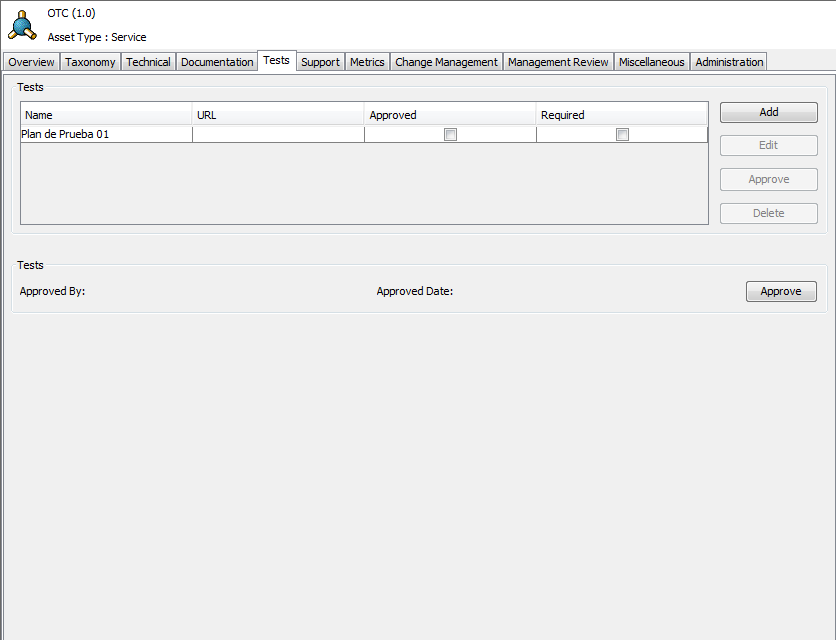 OTC (1.0)
Asset Type : Service
Overview Taxonomy Technical Documentation Tests Support Metrics Change Management Management Review Miscellaneous Administration
Tests
Name URL Approved Required
Plan de Prueba 01
Add
Edit
Approve
Delete
Tests
Approved By: Approved Date: Approve